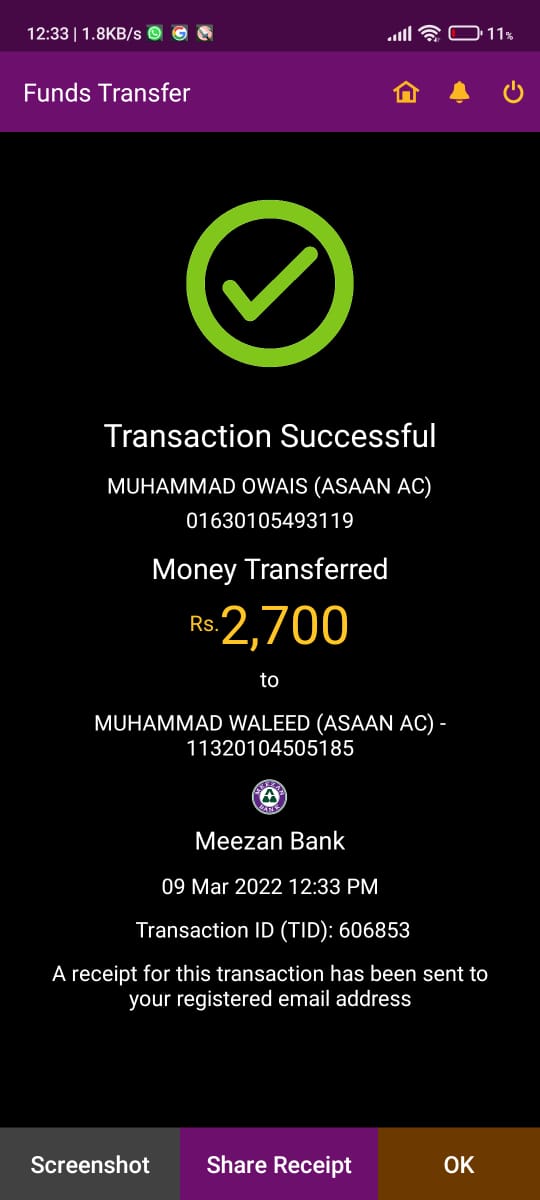 12:33 | 1.8KB/s 11%
Funds Transfer
Transaction Successful
MUHAMMAD OWAIS (ASAAN AC)
01630105493119
Money Transferred
Rs.2,700
to
MUHAMMAD WALEED (ASAAN AC) -
11320104505185
MEEZAN BANK
Meezan Bank
09 Mar 2022 12:33 PM
Transaction ID (TID): 606853
A receipt for this transaction has been sent to
your registered email address
Screenshot Share Receipt OK